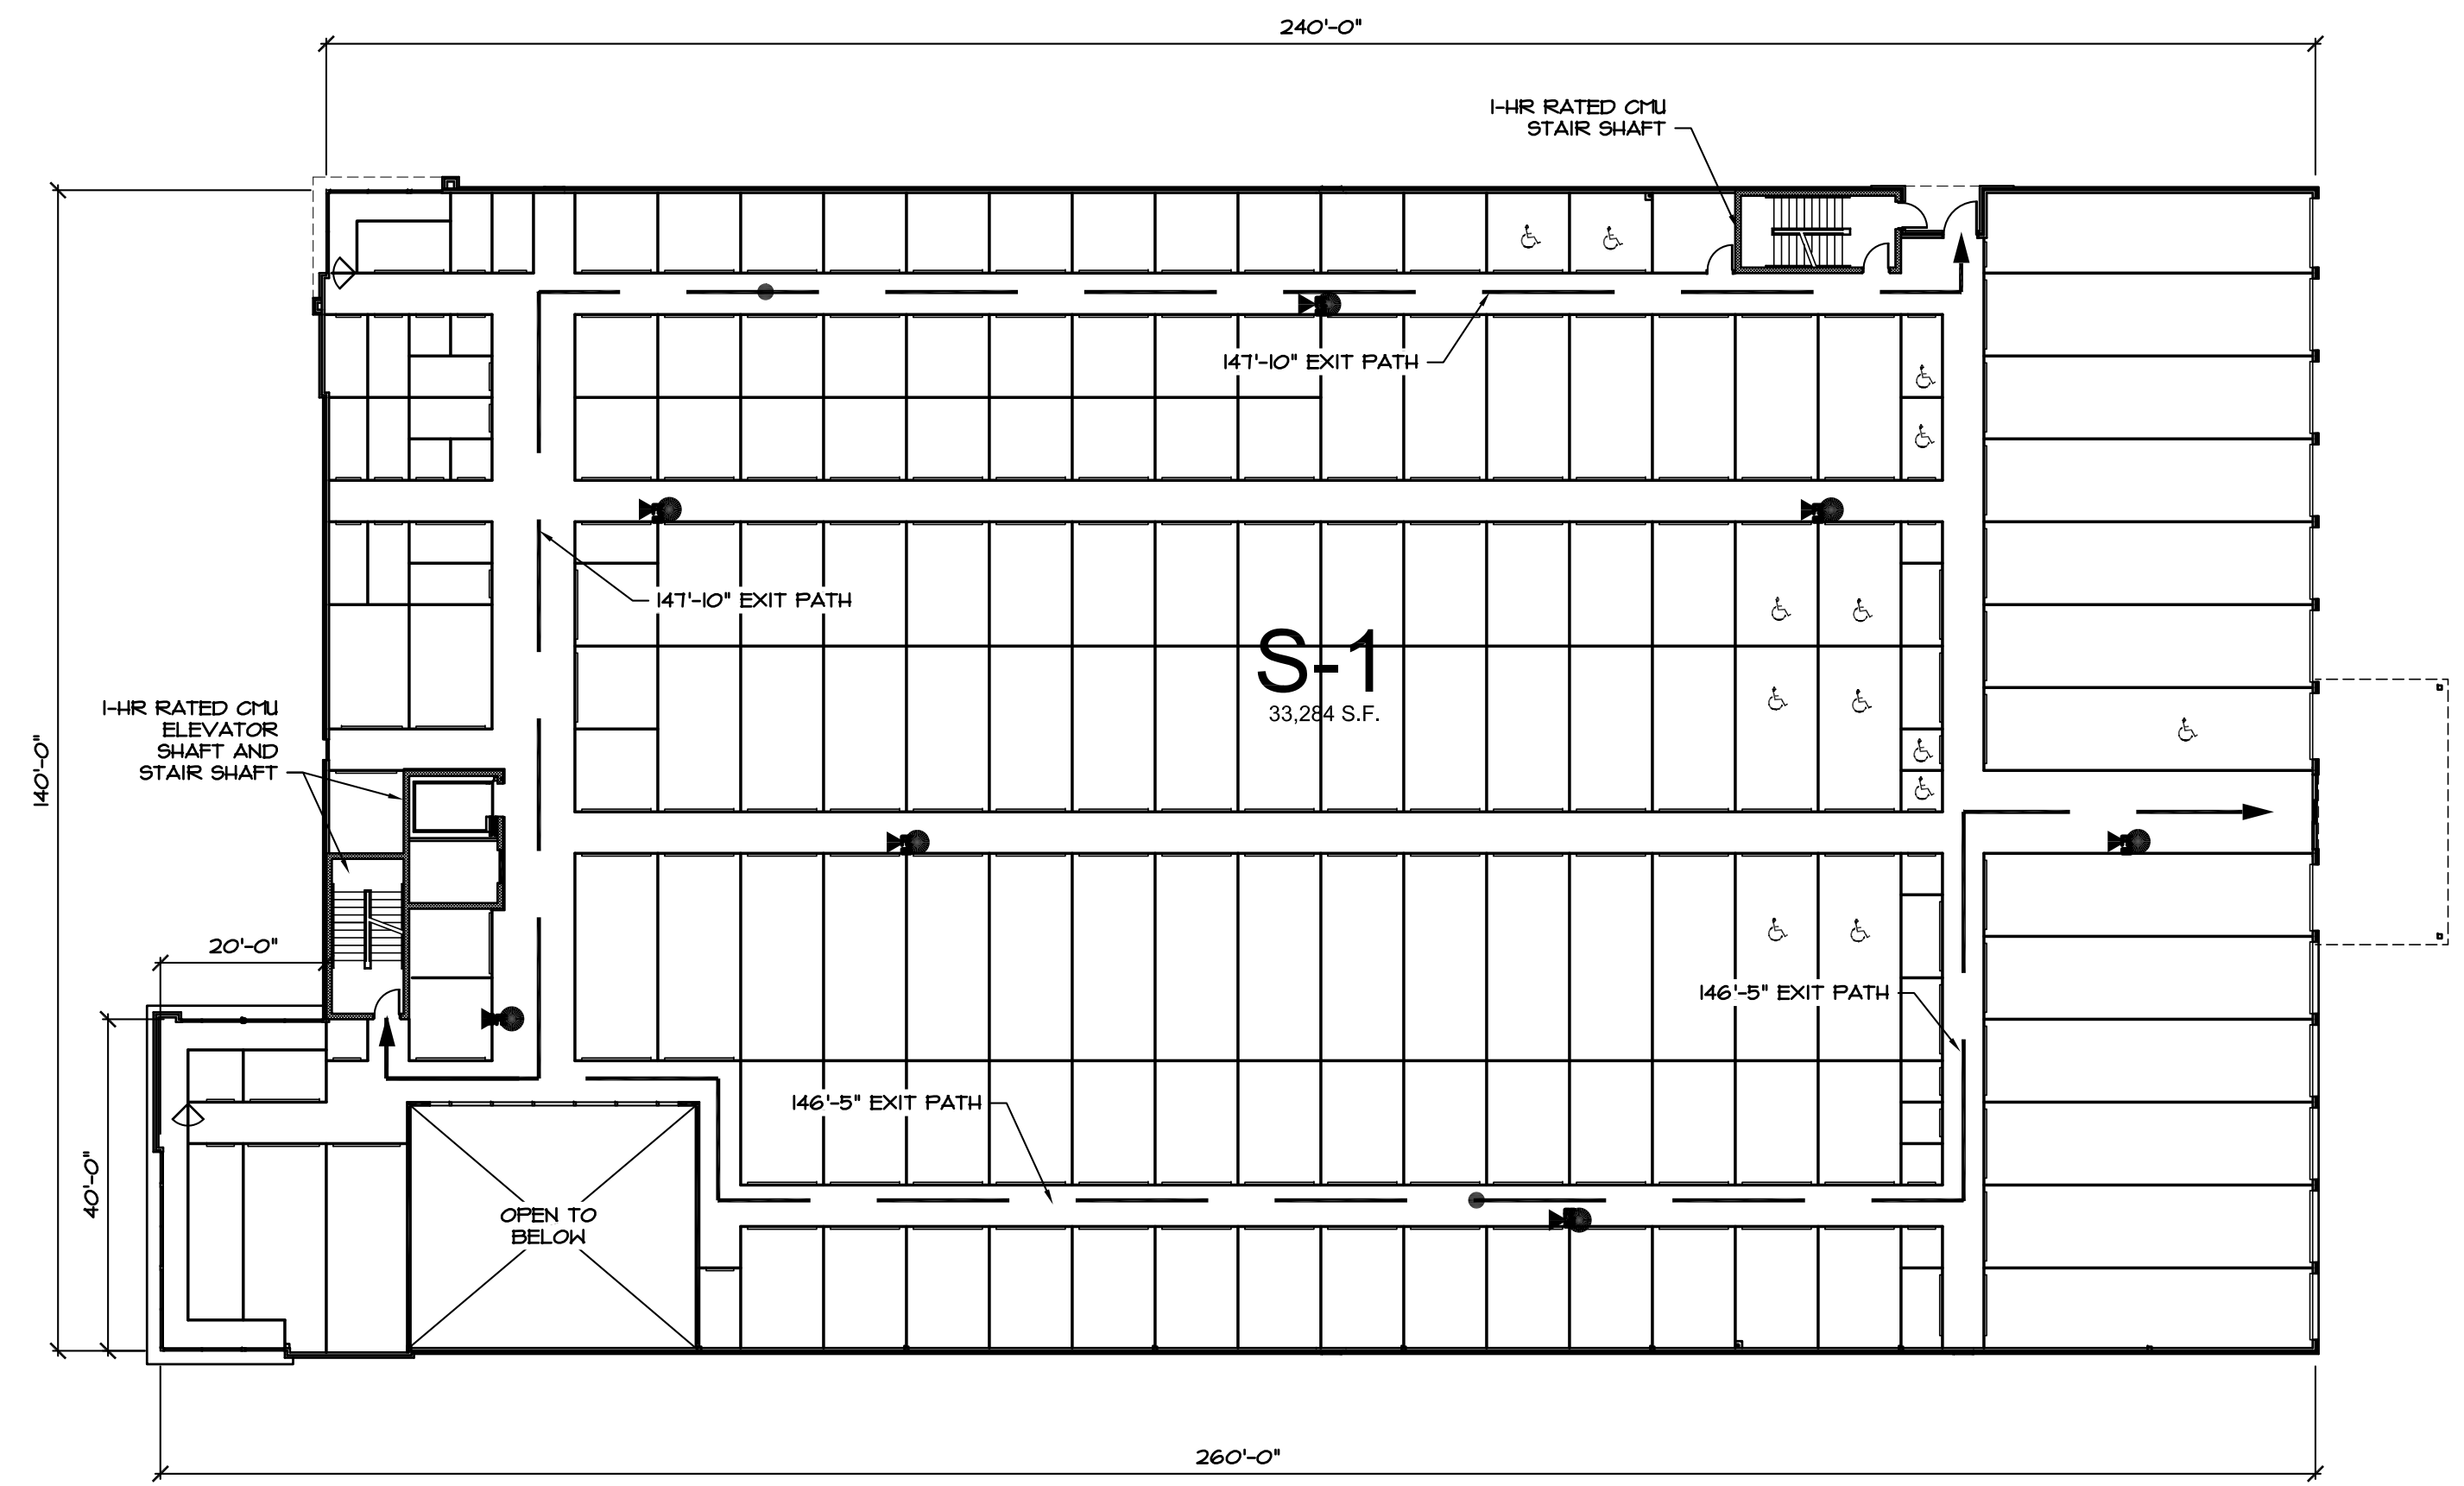 240'-0"
1-HR RATED CMU
STAIR SHAFT
147'-10" EXIT PATH
147'-10" EXIT PATH
S-1
33,284 S.F.
1-HR RATED CMU
ELEVATOR
SHAFT AND
STAIR SHAFT
140'-0"
20'-0"
146'-5" EXIT PATH
146'-5" EXIT PATH
40'-0"
OPEN TO
BELOW
260'-0"